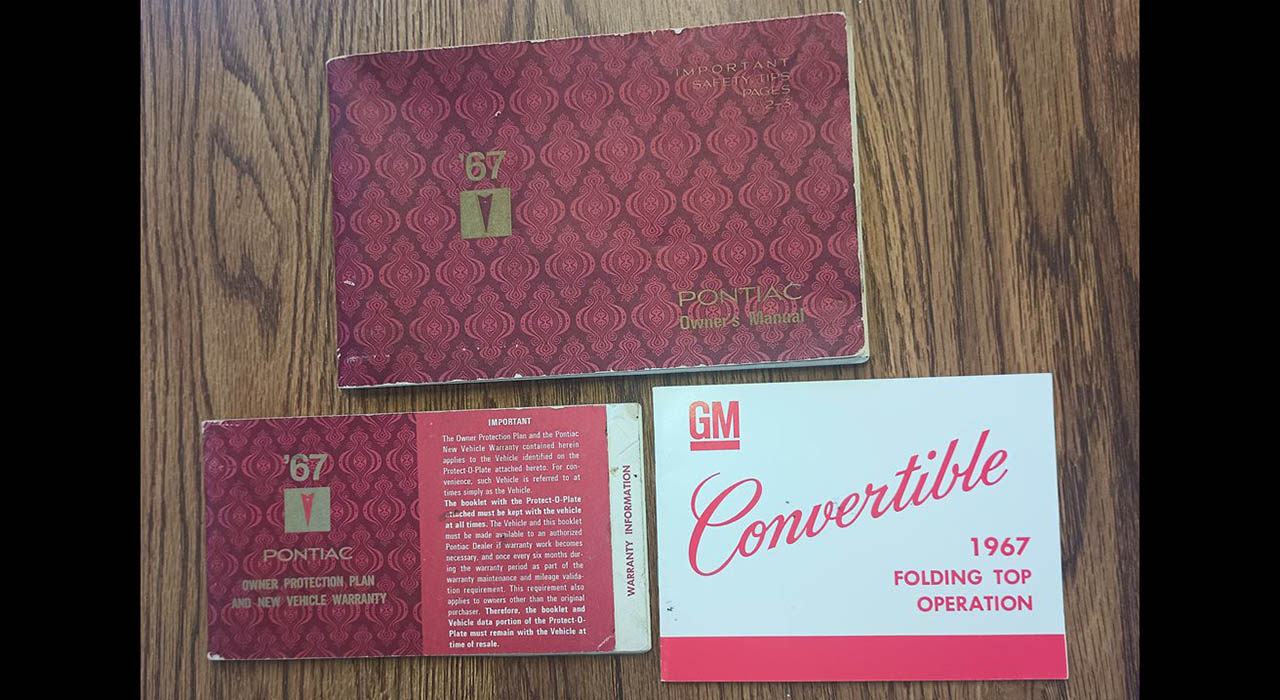 IMPORTANT
SAFETY TIPS
PAGES
2-3
'67
PONTIAC
Owner's Manual
'67
PONTIAC
OWNER PROTECTION PLAN
AND NEW VEHICLE WARRANTY
IMPORTANT
The Owner Protection Plan and the Pontiac
New Vehicle Warranty contained herein
applies to the Vehicle identified on the
Protect-O-Plate attached hereto. For con-
venience, such Vehicle is referred to at
times simply as the Vehicle.
The booklet with the Protect-O-Plate
attached must be kept with the vehicle
at all times. The Vehicle and this booklet
must be made available to an authorized
Pontiac Dealer if warranty work becomes
necessary, and once every six months dur-
ing the warranty period as part of the
warranty maintenance and mileage valida-
tion requirement. This requirement also
applies to owners other than the original
purchaser. Therefore, the booklet and
Vehicle data portion of the Protect-O-
Plate must remain with the Vehicle at
time of resale.
WARRANTY INFORMATION
GM
Convertible
1967
FOLDING TOP
OPERATION